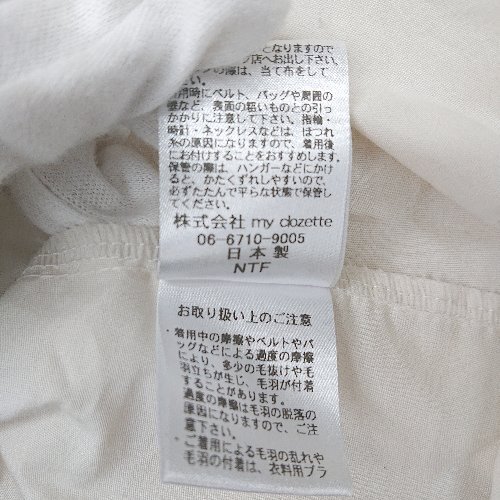 となりますので
店へお出し下さい。
の際は、当て布をして
用時にベルト、バッグや周囲の
壁など、表面の粗いものとの引っ
かかりに注意して下さい。指輪・
時計・ネックレスなどは、ほつれ
糸の原因になりますので、着用後
にお付けすることをおすすめします。
保管の際は、ハンガーなどにかけ
ると、かたくずれしやすいので、
必ずたたんで平らな状態で保管し
てください。
株式会社 my clozette
06-6710-9005
日本製
NTF
お取り扱い上のご注意
・着用中の摩擦やベルトやバ
ッグなどによる過度の摩擦
により、多少の毛抜けや毛
羽立ちが生じ、毛羽が付着
することがあります。
過度の摩擦は毛羽の脱落の
原因になりますので、ご注
意下さい。
・ご着用による毛羽の乱れや
毛羽の付着は、衣料用ブラ